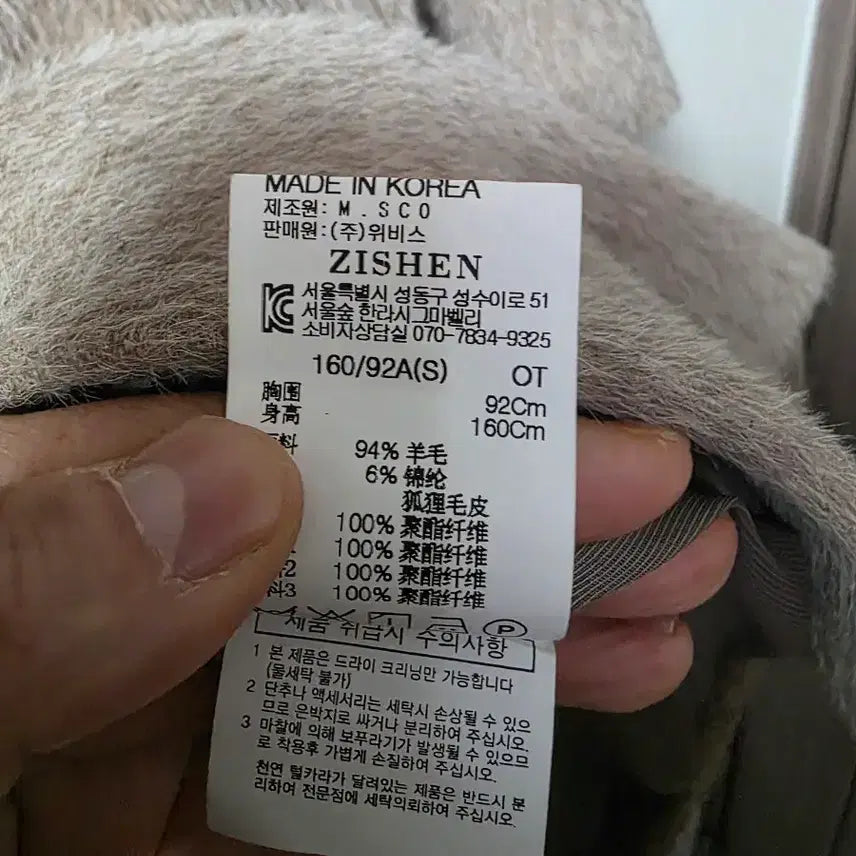 MADE IN KOREA
제조원: M.SCO
판매원:(주)위비스
ZISHEN
서울특별시 성동구 성수이로 51
서울숲 한라시그마밸리
소비자상담실 070-7834-9325
160/92A(S) OT
胸围 92Cm
身高 160Cm
料 94% 羊毛
6% 锦纶
狐狸毛皮
100% 聚酯纤维
100% 聚酯纤维
2 100% 聚酯纤维
料3 100% 聚酯纤维
P
제품 취급시 주의사항
1 본 제품은 드라이 크리닝만 가능합니다
(물세탁 불가)
2 단추나 액세서리는 세탁시 손상될 수 있으
므로 은박지로 싸거나 분리하여 주십시오.
3 마찰에 의해 보푸라기가 발생될 수 있으므
로 착용후 가볍게 손질하여 주십시오.
천연 털카라가 달려있는 제품은 반드시 분
리하여 전문점에 세탁의뢰하여 주십시오.